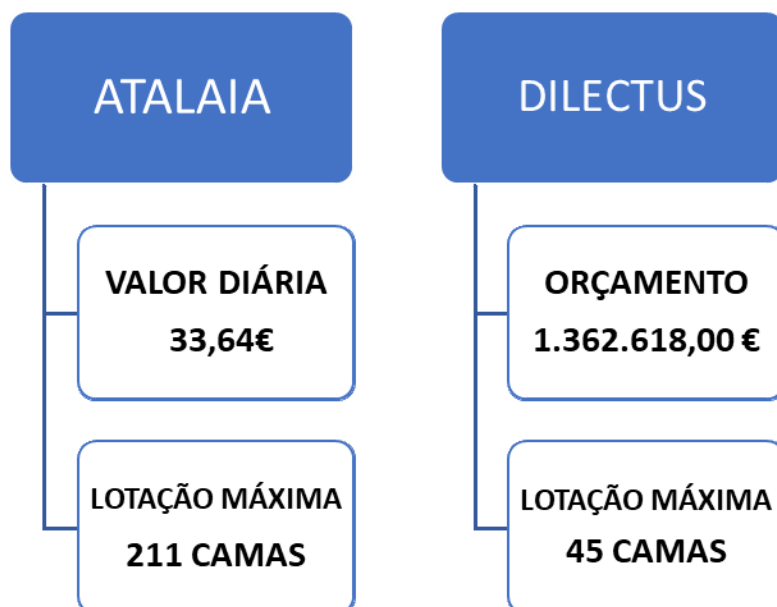 ATALAIA
VALOR DIÁRIA
33,64€
LOTAÇÃO MÁXIMA
211 CAMAS
DILECTUS
ORÇAMENTO
1.362.618,00 €
LOTAÇÃO MÁXIMA
45 CAMAS